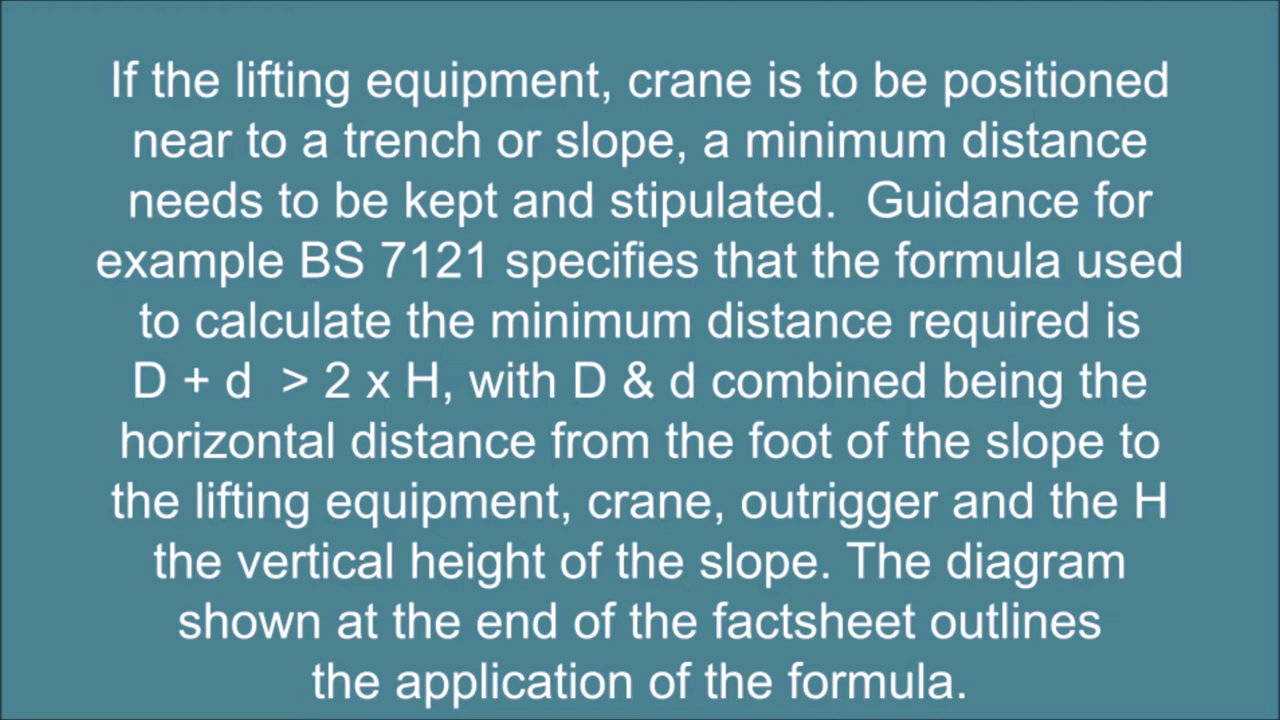 If the lifting equipment, crane is to be positioned
near to a trench or slope, a minimum distance
needs to be kept and stipulated.  Guidance for
example BS 7121 specifies that the formula used
to calculate the minimum distance required is
D + d  > 2 x H, with D & d combined being the
horizontal distance from the foot of the slope to
the lifting equipment, crane, outrigger and the H
the vertical height of the slope. The diagram
shown at the end of the factsheet outlines
the application of the formula.